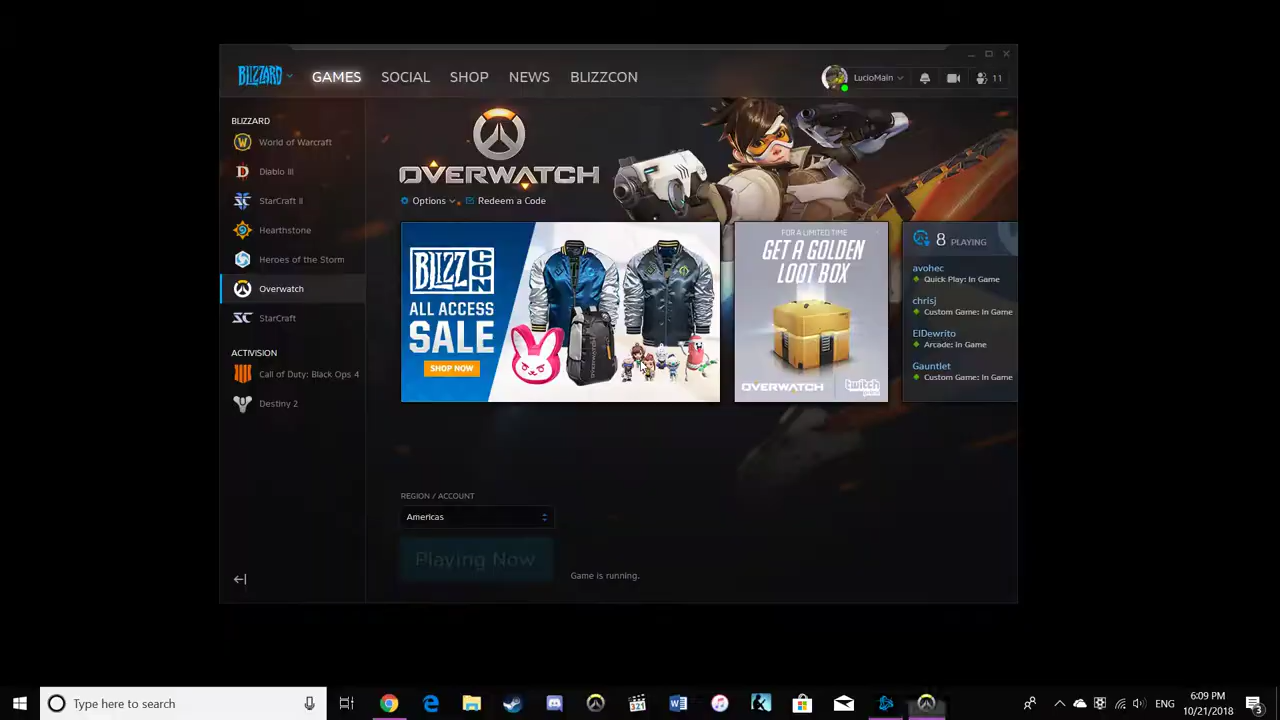 BLIZZARD
GAMES
SOCIAL
SHOP
NEWS
BLIZZCON
LucioMain
11
BLIZZARD
World of Warcraft
Diablo III
StarCraft II
Hearthstone
Heroes of the Storm
Overwatch
StarCraft
ACTIVISION
Call of Duty: Black Ops 4
Destiny 2
OVERWATCH
Options
Redeem a Code
BLIZZ
CON
ALL ACCESS
SALE
SHOP NOW
FOR A LIMITED TIME
GET A GOLDEN
LOOT BOX
OVERWATCH
twitch
prime
8 PLAYING
avohec
Quick Play: In Game
chrisj
Custom Game: In Game
ElDewrito
Arcade: In Game
Gauntlet
Custom Game: In Game
REGION / ACCOUNT
Americas
Playing Now
Game is running.
Type here to search
321
ENG
6:09 PM
10/21/2018
3